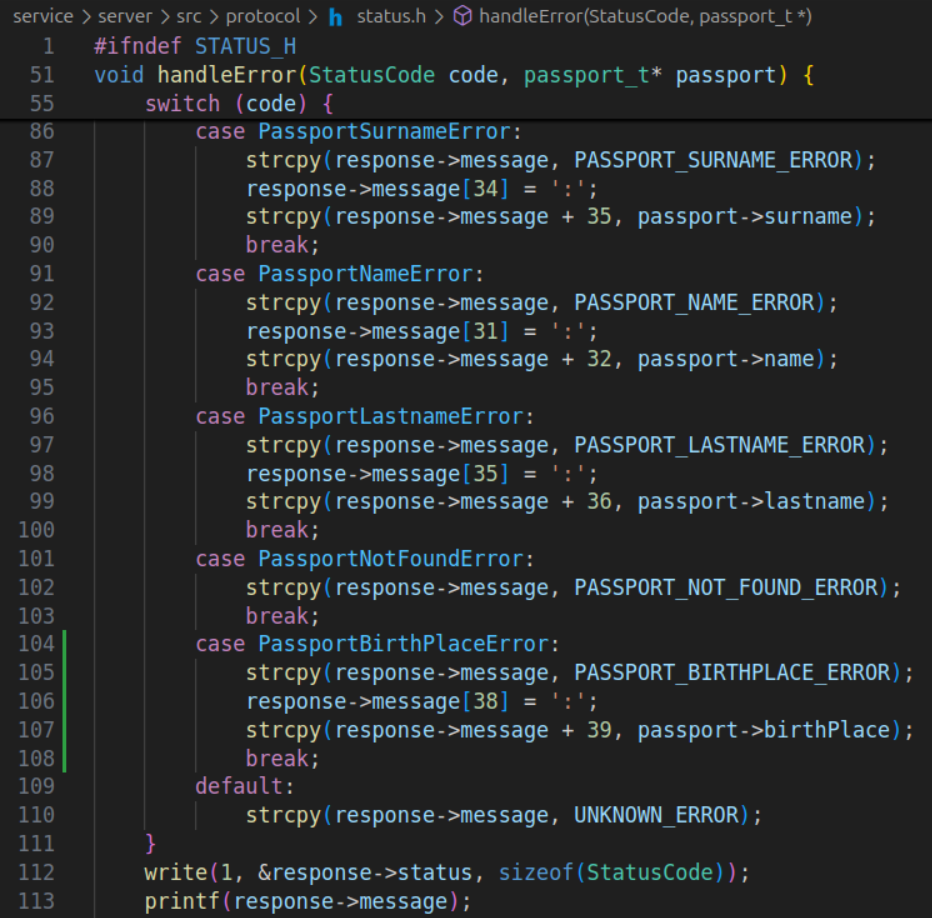 service > server > src > protocol > h status.h > handleError(StatusCode, passport_t *)
1 #ifndef STATUS_H
51 void handleError(StatusCode code, passport_t* passport) {
55 switch (code) {
86 case PassportSurnameError:
87 strcpy(response->message, PASSPORT_SURNAME_ERROR);
88 response->message[34] = ':';
89 strcpy(response->message + 35, passport->surname);
90 break;
91 case PassportNameError:
92 strcpy(response->message, PASSPORT_NAME_ERROR);
93 response->message[31] = ':';
94 strcpy(response->message + 32, passport->name);
95 break;
96 case PassportLastnameError:
97 strcpy(response->message, PASSPORT_LASTNAME_ERROR);
98 response->message[35] = ':';
99 strcpy(response->message + 36, passport->lastname);
100 break;
101 case PassportNotFoundError:
102 strcpy(response->message, PASSPORT_NOT_FOUND_ERROR);
103 break;
104 case PassportBirthPlaceError:
105 strcpy(response->message, PASSPORT_BIRTHPLACE_ERROR);
106 response->message[38] = ':';
107 strcpy(response->message + 39, passport->birthPlace);
108 break;
109 default:
110 strcpy(response->message, UNKNOWN_ERROR);
111 }
112 write(1, &response->status, sizeof(StatusCode));
113 printf(response->message);